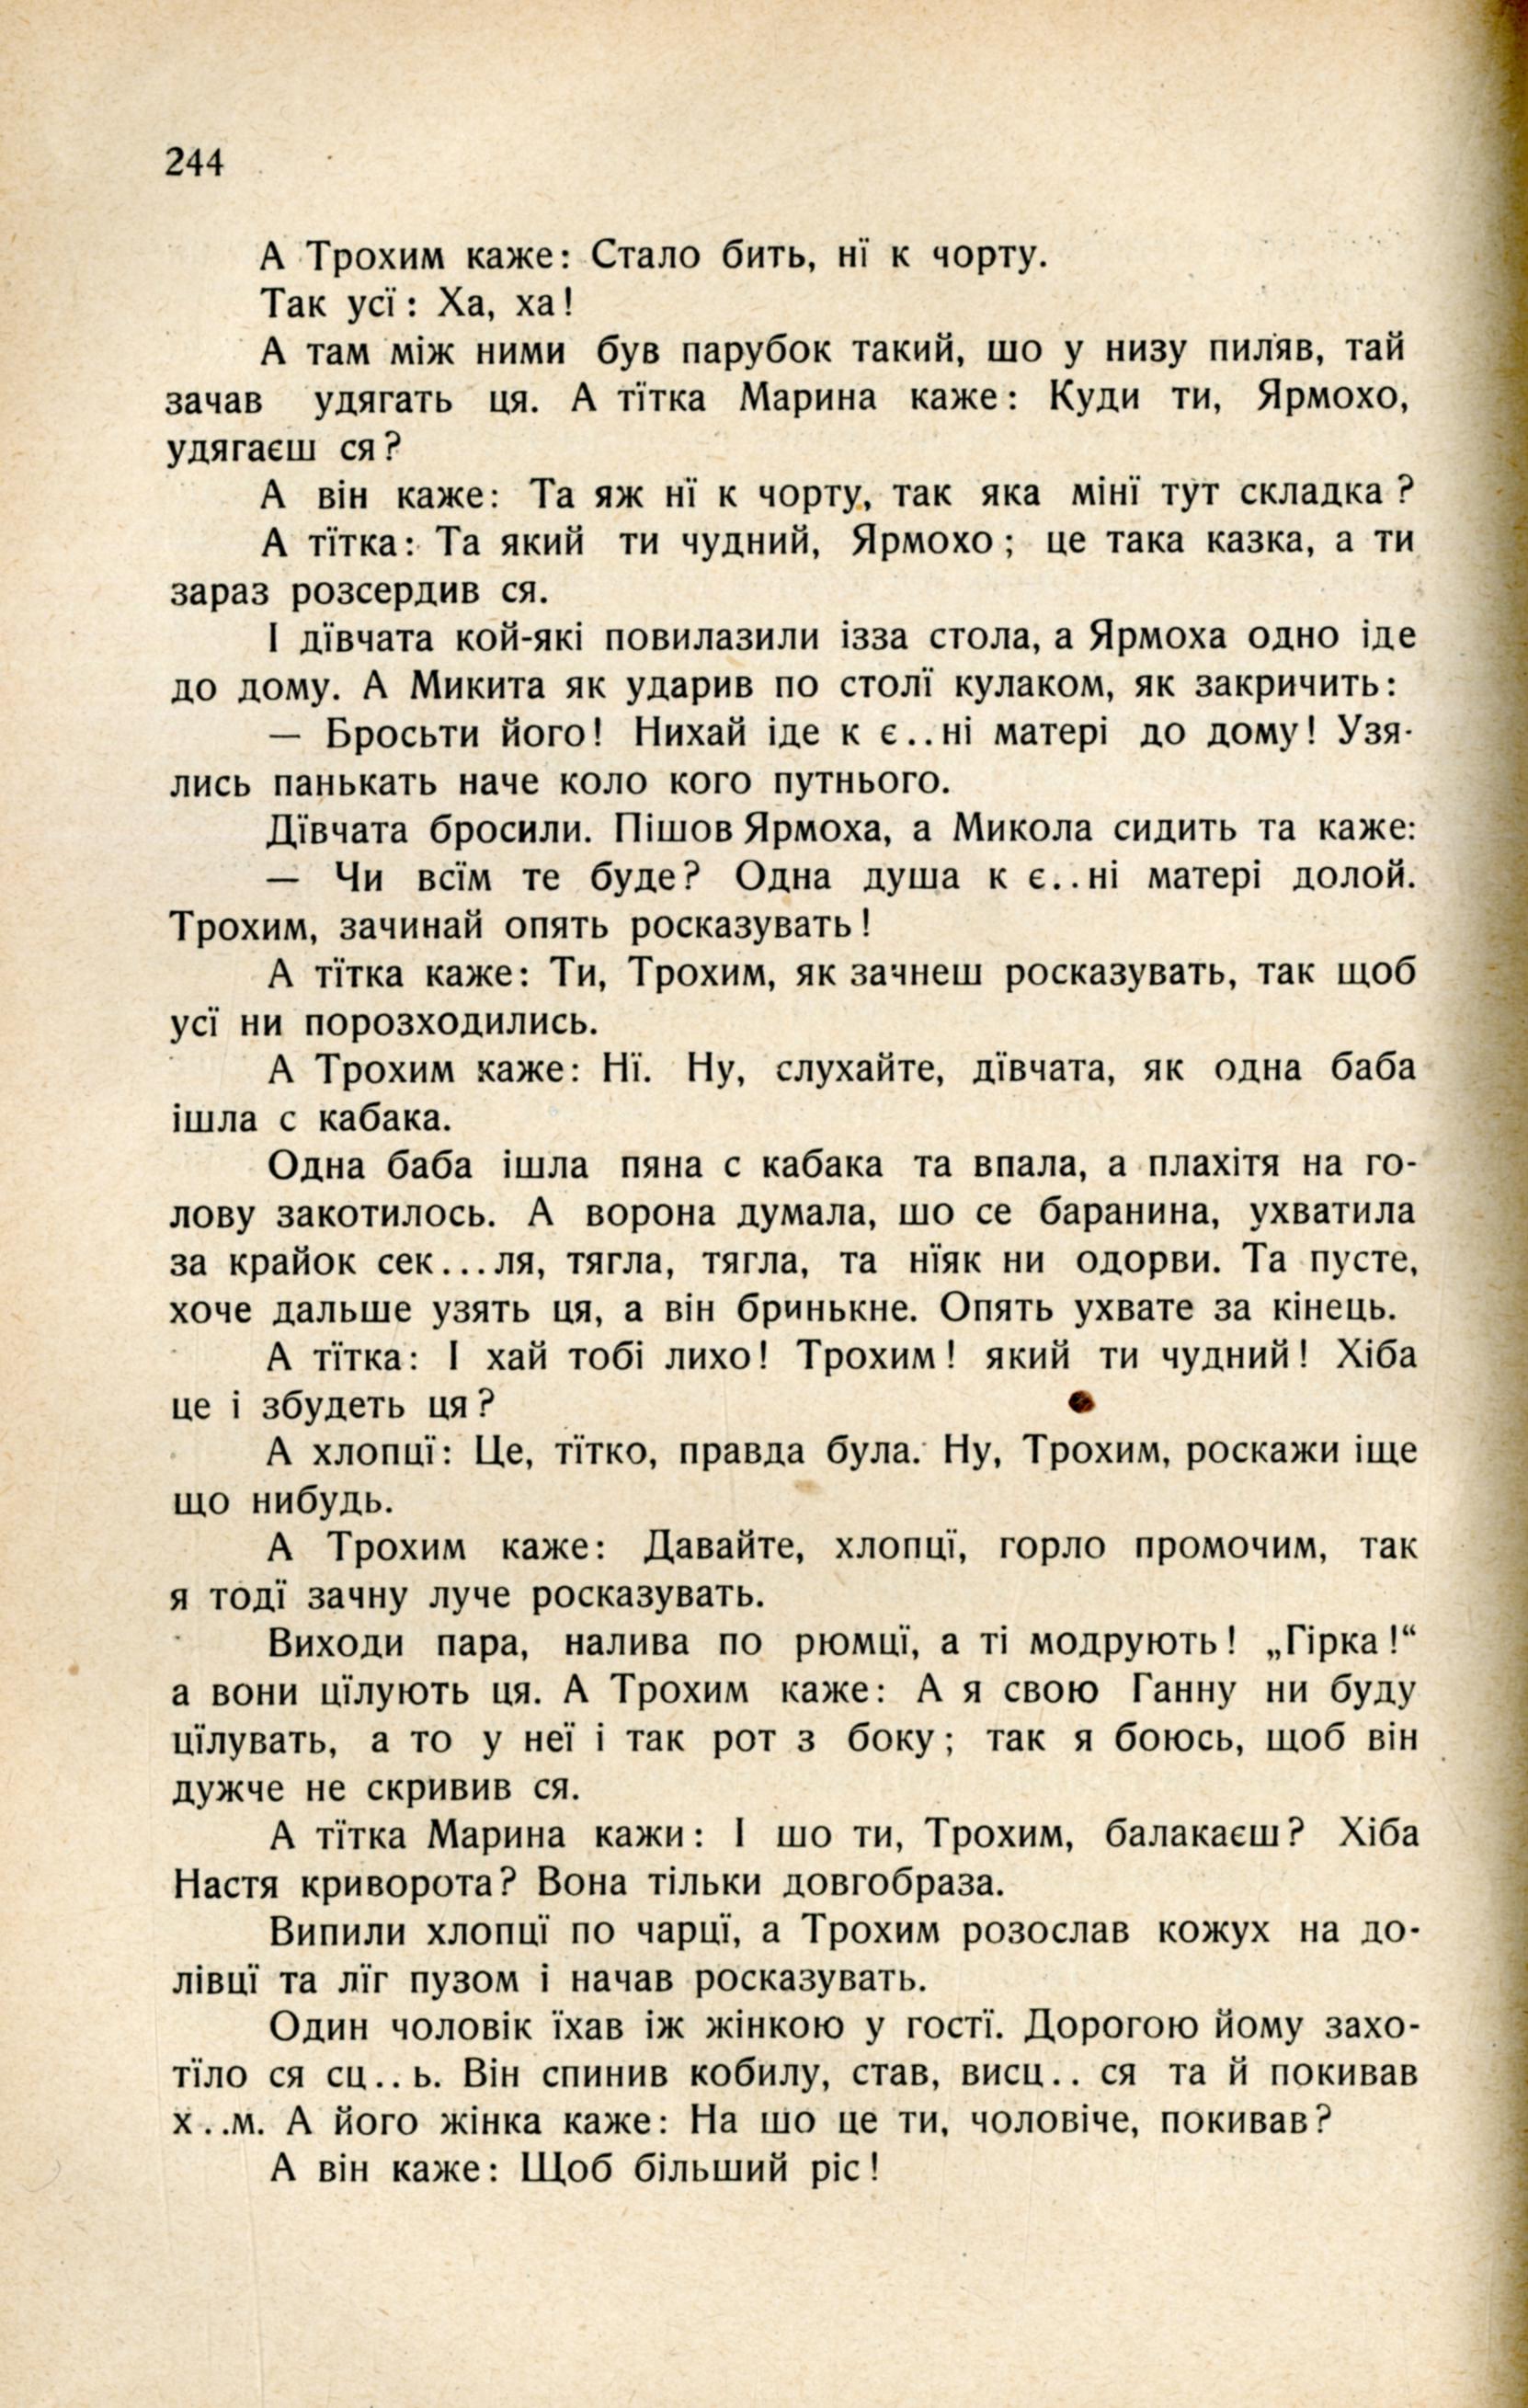 244
А Трохим каже: Стало бить, нї к чорту.
Так усї: Ха, ха!
А там між ними був парубок такий, шо у низу пиляв, тай
зачав удягать ця. А тїтка Марина каже: Куди ти, Ярмохо,
удягаєш ся?
А він каже: Та яж нї к чорту, так яка мінї тут складка?
А тїтка: Та який ти чудний, Ярмохо; це така казка, а ти
зараз розсердив ся.
І дївчата кой-які повилазили ізза стола, а Ярмоха одно іде
до дому. А Микита як ударив по столї кулаком, як закричить:
— Бросьти його! Нихай іде к є..ні матері до дому! Узя-
лись панькать наче коло кого путнього.
Дївчата бросили. Пішов Ярмоха, а Микола сидить та каже:
— Чи всїм те буде? Одна душа к є..ні матері долой.
Трохим, зачинай опять росказувать!
А тїтка каже: Ти, Трохим, як зачнеш росказувать, так щоб
усї ни порозходились.
А Трохим каже: Нї. Ну, слухайте, дївчата, як одна баба
ішла с кабака.
Одна баба ішла пяна с кабака та впала, а плахітя на го-
лову закотилось. А ворона думала, шо се баранина, ухватила
за крайок сек...ля, тягла, тягла, та нїяк ни одорви. Та пусте,
хоче дальше узять ця, а він бринькне. Опять ухвате за кінець.
А тїтка: І хай тобі лихо! Трохим! який ти чудний! Хіба
це і збудеть ця?
А хлопцї: Це, тїтко, правда була. Ну, Трохим, роскажи іще
що нибудь.
А Трохим каже: Давайте, хлопцї, горло промочим, так
я тодї зачну луче росказувать.
Виходи пара, налива по рюмцї, а ті модрують! „Гірка!“
а вони цїлують ця. А Трохим каже: А я свою Ганну ни буду
цїлувать, а то у неї і так рот з боку; так я боюсь, щоб він
дужче не скривив ся.
А тїтка Марина кажи: І шо ти, Трохим, балакаєш? Хіба
Настя криворота? Вона тільки довгобраза.
Випили хлопцї по чарцї, а Трохим розослав кожух на до-
лівцї та лїг пузом і начав росказувать.
Один чоловік їхав іж жінкою у гостї. Дорогою йому захо-
тїло ся сц..ь. Він спинив кобилу, став, висц.. ся та й покивав
х..м. А його жінка каже: На шо це ти, чоловіче, покивав?
А він каже: Щоб більший ріс!